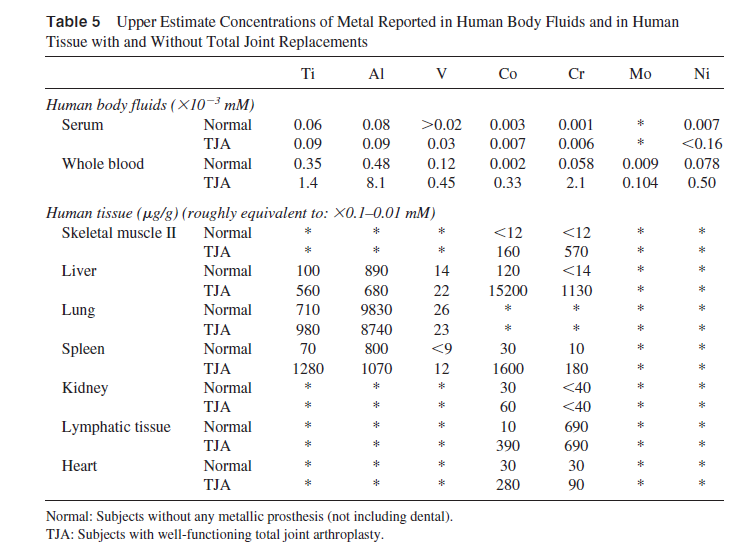 Table 5 Upper Estimate Concentrations of Metal Reported in Human Body Fluids and in Human
Tissue with and Without Total Joint Replacements
Ti Al V Co Cr Mo Ni
Human body fluids (×10⁻³ mM)
Serum Normal 0.06 0.08 >0.02 0.003 0.001 * 0.007
TJA 0.09 0.09 0.03 0.007 0.006 * <0.16
Whole blood Normal 0.35 0.48 0.12 0.002 0.058 0.009 0.078
TJA 1.4 8.1 0.45 0.33 2.1 0.104 0.50
Human tissue (μg/g) (roughly equivalent to: ×0.1–0.01 mM)
Skeletal muscle II Normal * * * <12 <12 * *
TJA * * * 160 570 * *
Liver Normal 100 890 14 120 <14 * *
TJA 560 680 22 15200 1130 * *
Lung Normal 710 9830 26 * * * *
TJA 980 8740 23 * * * *
Spleen Normal 70 800 <9 30 10 * *
TJA 1280 1070 12 1600 180 * *
Kidney Normal * * * 30 <40 * *
TJA * * * 60 <40 * *
Lymphatic tissue Normal * * * 10 690 * *
TJA * * * 390 690 * *
Heart Normal * * * 30 30 * *
TJA * * * 280 90 * *
Normal: Subjects without any metallic prosthesis (not including dental).
TJA: Subjects with well-functioning total joint arthroplasty.